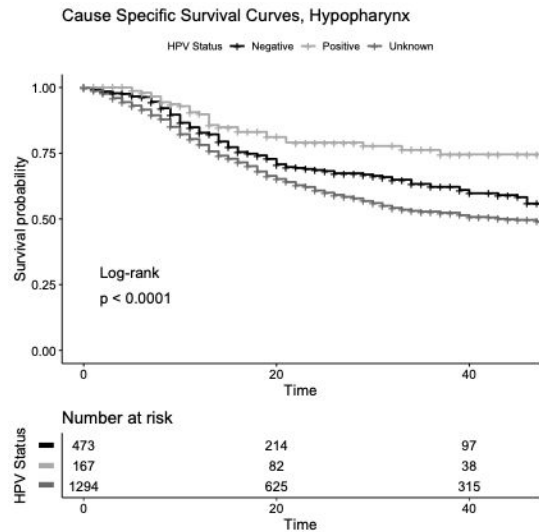 Cause Specific Survival Curves, Hypopharynx
HPV Status Negative Positive Unknown
1.00
0.75
0.50
0.25
0.00
Survival probability
Log-rank
p < 0.0001
0 20 40
Time
Number at risk
HPV Status
473 214 97
167 82 38
1294 625 315
0 20 40
Time